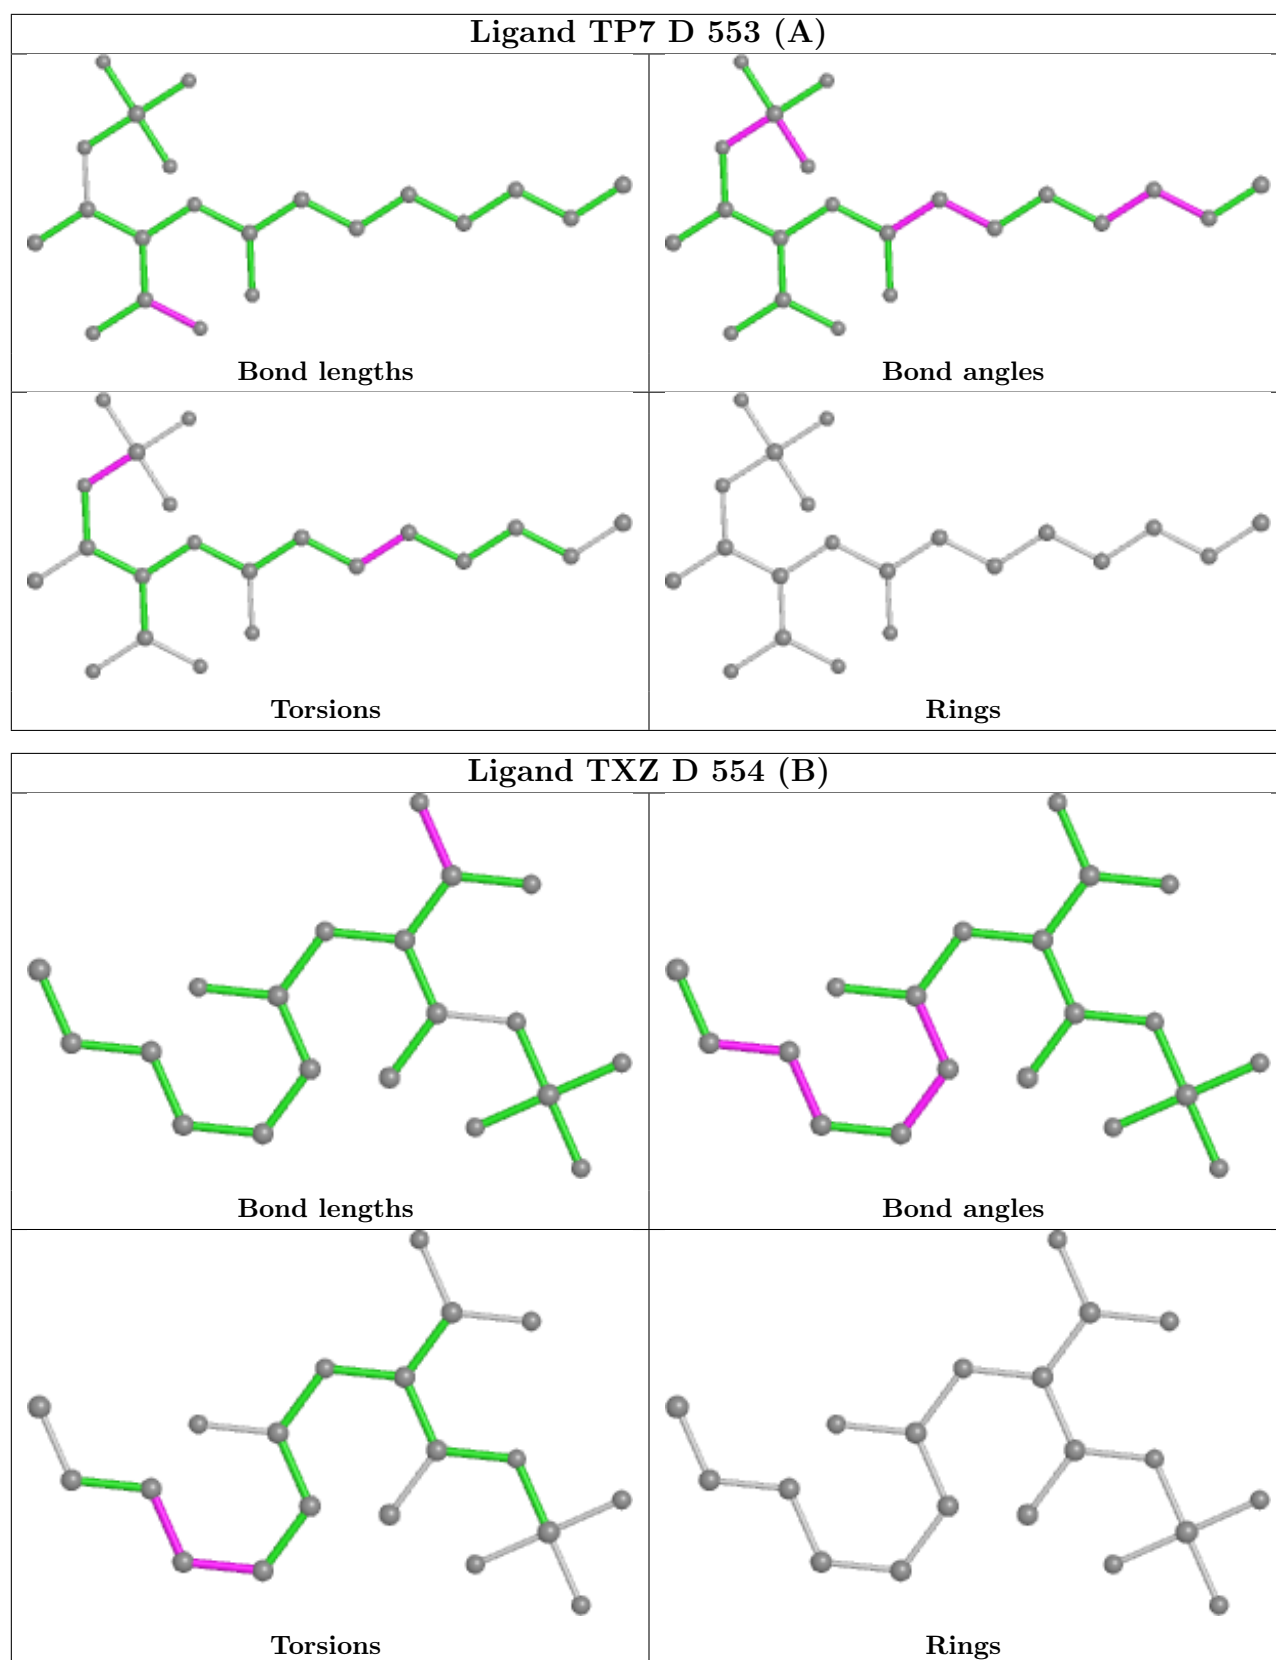 Ligand TP7 D 553 (A)
Bond lengths
Bond angles
Torsions
Rings
Ligand TXZ D 554 (B)
Bond lengths
Bond angles
Torsions
Rings